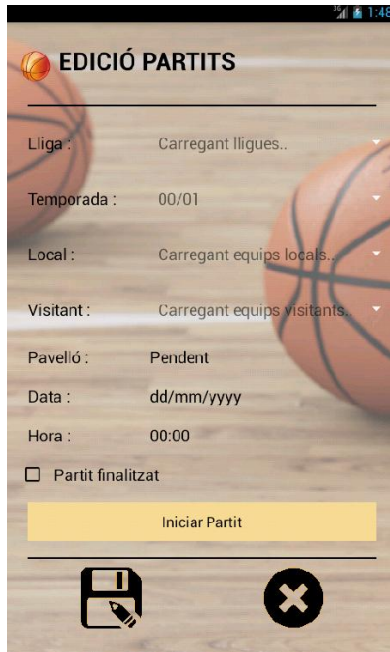 3G 1:48
EDICIÓ PARTITS
Lliga : Carregant lligues..
Temporada : 00/01
Local : Carregant equips locals..
Visitant : Carregant equips visitants..
Pavelló : Pendent
Data : dd/mm/yyyy
Hora : 00:00
Partit finalitzat
Iniciar Partit